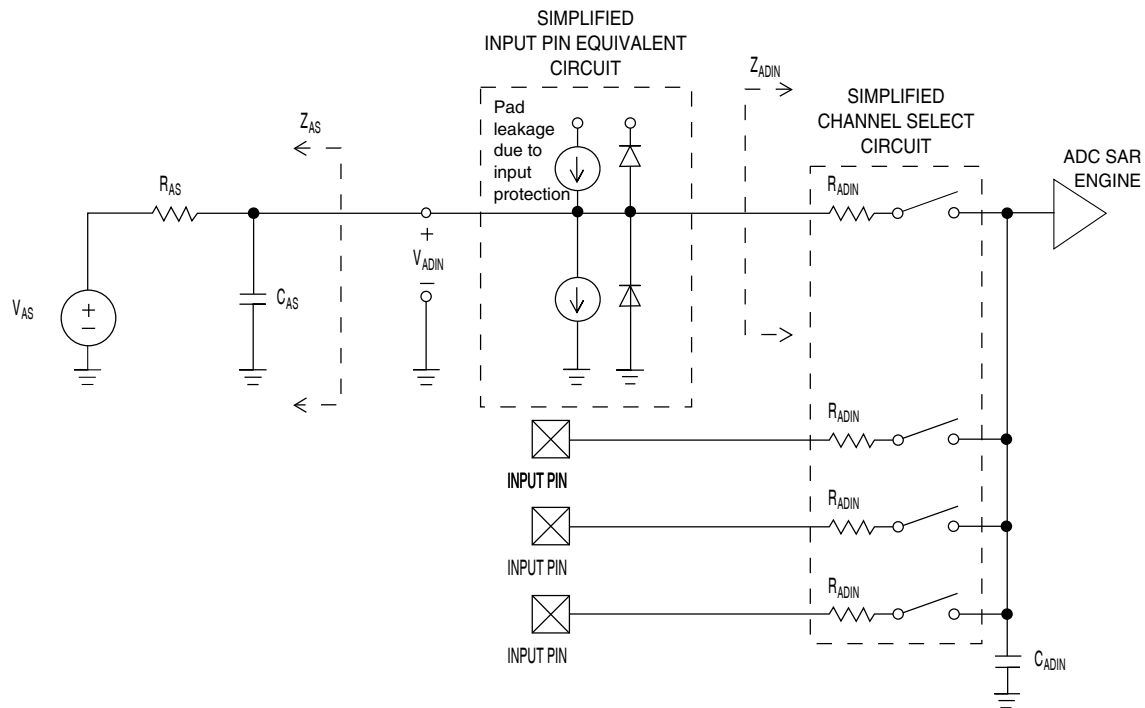 SIMPLIFIED
INPUT PIN EQUIVALENT
CIRCUIT
Pad
leakage
due to
input
protection
Z_ADIN
SIMPLIFIED
CHANNEL SELECT
CIRCUIT
ADC SAR
ENGINE
Z_AS
R_AS
R_ADIN
+
V_ADIN
−
C_AS
V_AS
+
−
R_ADIN
INPUT PIN
R_ADIN
INPUT PIN
R_ADIN
INPUT PIN
C_ADIN